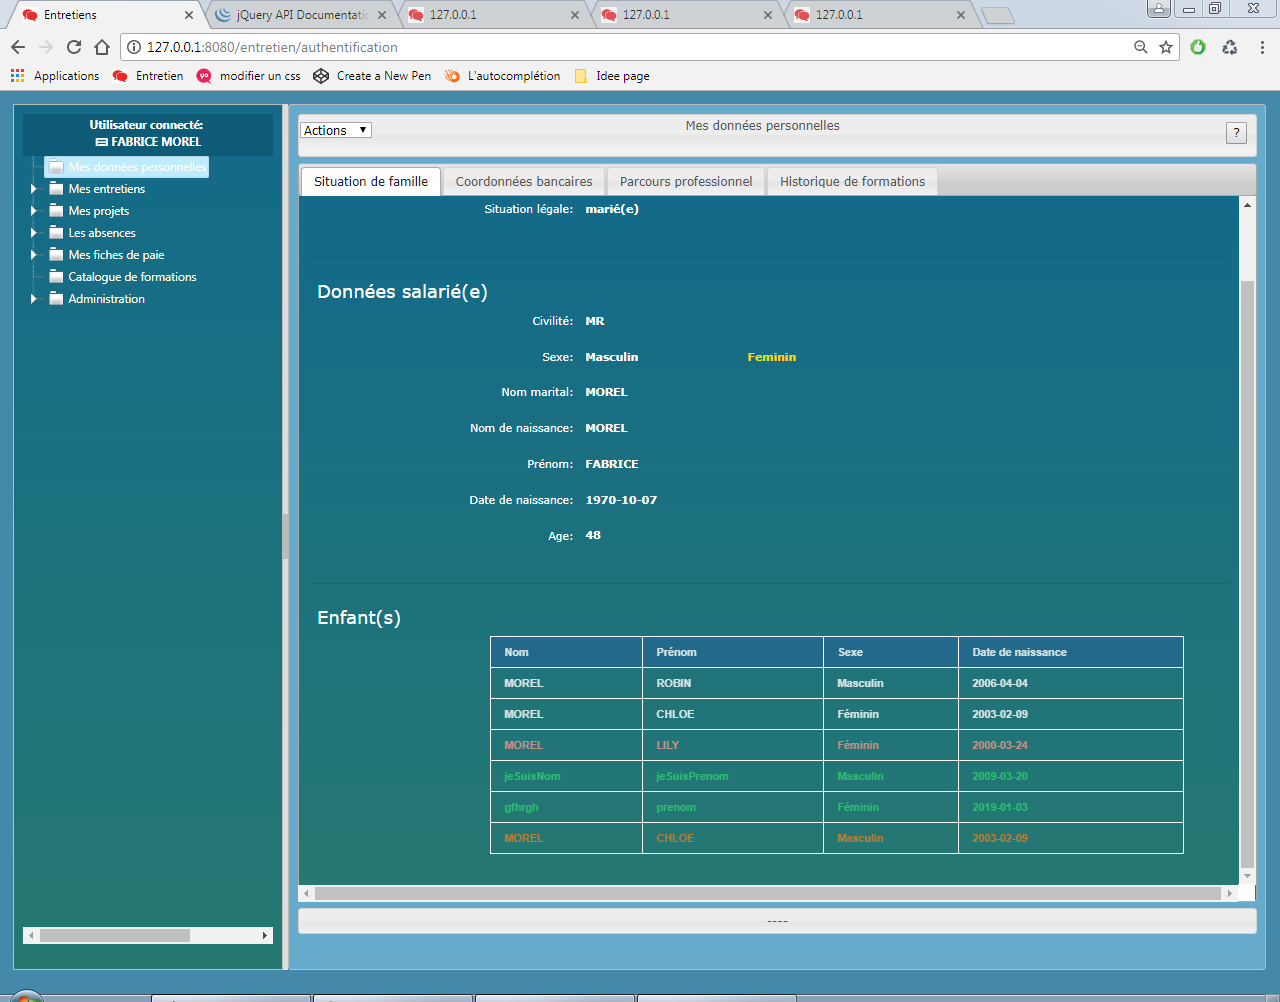 Entretiens
jQuery API Documentatio
127.0.0.1
127.0.0.1
127.0.0.1
127.0.0.1:8080/entretien/authentification
Applications
Entretien
modifier un css
Create a New Pen
L'autocomplétion
Idee page
Utilisateur connecté:
FABRICE MOREL
Mes données personnelles
Mes entretiens
Mes projets
Les absences
Mes fiches de paie
Catalogue de formations
Administration
Actions
Mes données personnelles
?
Situation de famille
Coordonnées bancaires
Parcours professionnel
Historique de formations
Situation légale: marié(e)
Données salarié(e)
Civilité: MR
Sexe: Masculin Feminin
Nom marital: MOREL
Nom de naissance: MOREL
Prénom: FABRICE
Date de naissance: 1970-10-07
Age: 48
Enfant(s)
Nom Prénom Sexe Date de naissance
MOREL ROBIN Masculin 2006-04-04
MOREL CHLOE Féminin 2003-02-09
MOREL LILY Féminin 2000-03-24
jeSuisNom jeSuisPrenom Masculin 2009-03-20
gfhrgh prenom Féminin 2019-01-03
MOREL CHLOE Masculin 2003-02-09
----